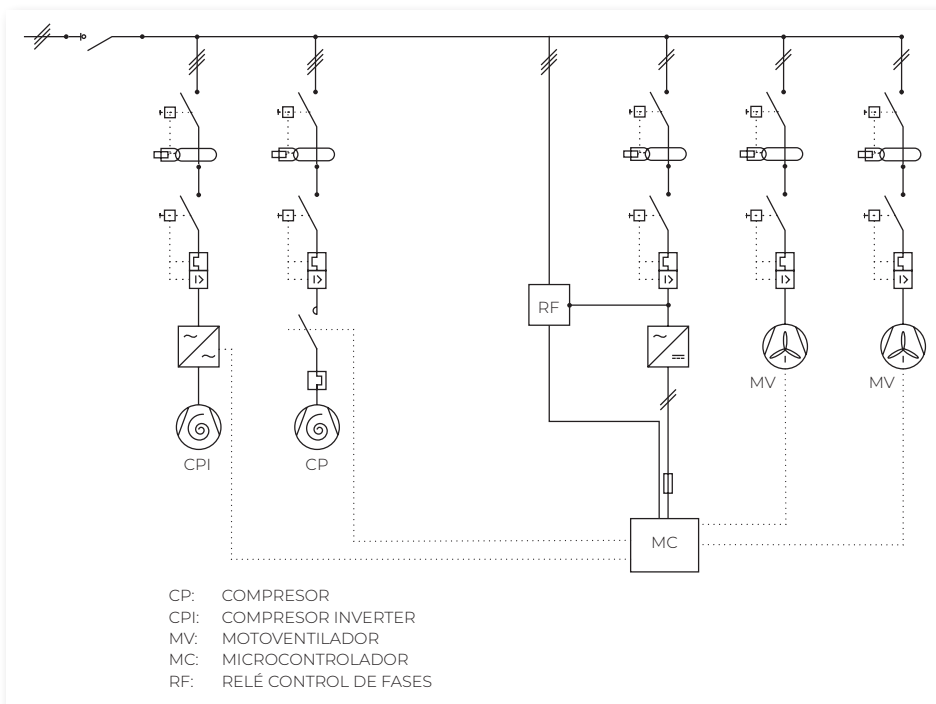 RF
MV
MV
CPI
CP
MC
CP: COMPRESOR
CPI: COMPRESOR INVERTER
MV: MOTOVENTILADOR
MC: MICROCONTROLADOR
RF: RELÉ CONTROL DE FASES